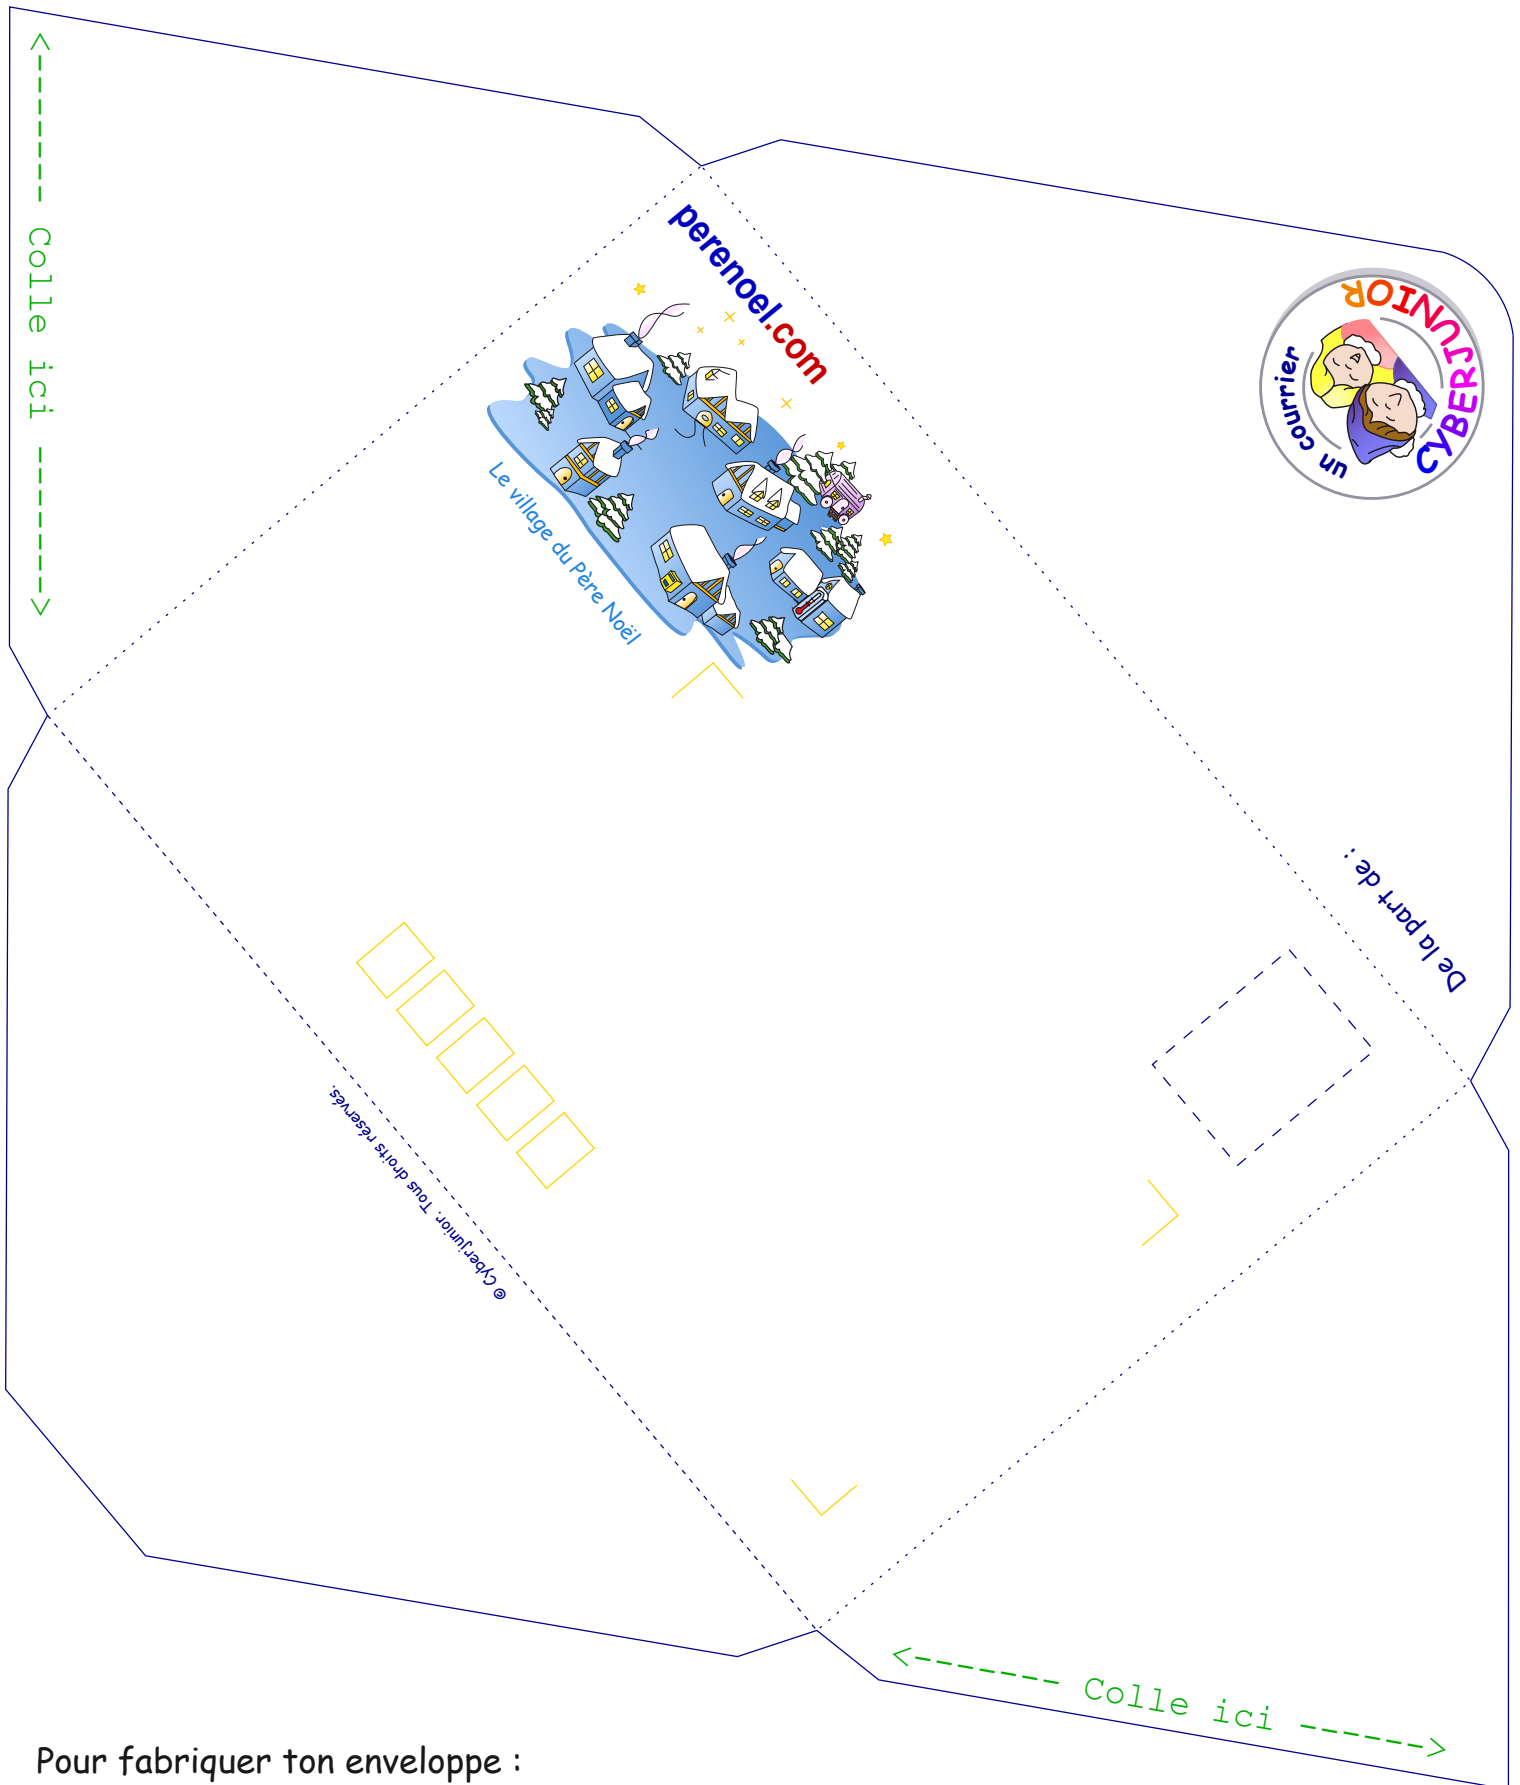 perenoel.com
Le village du Père Noël
un courrier
CYBERJUNIOR
Colle ici
De la part de :
© Cyberjunior. Tous droits réservés.
Colle ici
Pour fabriquer ton enveloppe :